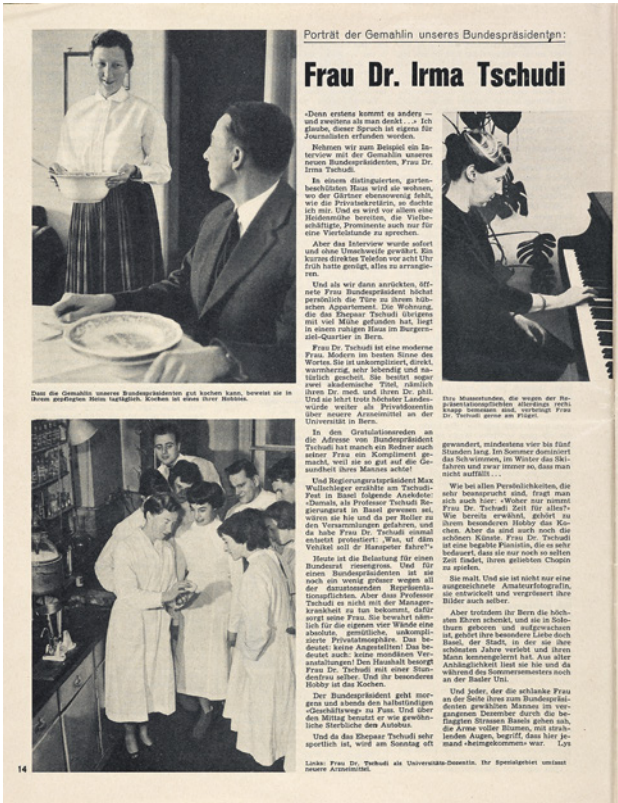 Porträt der Gemahlin unseres Bundespräsidenten:
Frau Dr. Irma Tschudi
«Denn erstens kommt es anders —
und zweitens als man denkt...» Ich
glaube, dieser Spruch ist eigens für
Journalisten erfunden worden.
Nehmen wir zum Beispiel ein In-
terview mit der Gemahlin unseres
neuen Bundespräsidenten, Frau Dr.
Irma Tschudi.
In einem distinguierten, garten-
beschützten Haus wird sie wohnen,
wo der Gärtner ebensowenig fehlt,
wie die Privatsekretärin, so dachte
ich mir. Und es wird vor allem eine
Heidenmühe bereiten, die Vielbe-
schäftigte, Prominente auch nur für
eine Viertelstunde zu sprechen.
Aber das Interview wurde sofort
und ohne Umschweife gewährt. Ein
kurzes direktes Telefon vor acht Uhr
früh hatte genügt, alles zu arrangie-
ren.
Und als wir dann anrückten, öff-
nete Frau Bundespräsident höchst
persönlich die Türe zu ihrem hüb-
schen Appartement. Die Wohnung,
die das Ehepaar Tschudi übrigens
mit viel Mühe gefunden hat, liegt
in einem ruhigen Haus im Burgern-
ziel-Quartier in Bern.
Frau Dr. Tschudi ist eine moderne
Frau. Modern im besten Sinne des
Wortes. Sie ist unkompliziert, direkt,
warmherzig, sehr lebendig und na-
türlich gescheit. Sie besitzt sogar
zwei akademische Titel, nämlich
ihren Dr. med. und ihren Dr. phil.
Und sie lehrt trotz höchster Landes-
würde weiter als Privatdozentin
über neuere Arzneimittel an der
Universität in Bern.
In den Gratulationsreden an
die Adresse von Bundespräsident
Tschudi hat manch ein Redner auch
seiner Frau ein Kompliment ge-
macht, weil sie so gut auf die Ge-
sundheit ihres Mannes achte!
Und Regierungsratspräsident Max
Wullschleger erzählte am Tschudi-
Fest in Basel folgende Anekdote:
«Damals, als Professor Tschudi Re-
gierungsrat in Basel gewesen sei,
wären sie hie und da per Roller zu
den Versammlungen gefahren, und
da habe Frau Dr. Tschudi einmal
entsetzt protestiert: ‚Was, uf däm
Vehikel soll dr Hanspeter fahre?'»
Heute ist die Belastung für einen
Bundesrat riesengross. Und für
einen Bundespräsidenten ist sie
noch ein wenig grösser wegen all
der dazustossenden Repräsenta-
tionspflichten. Aber dass Professor
Tschudi es nicht mit der Manager-
krankheit zu tun bekommt, dafür
sorgt seine Frau. Sie bewahrt näm-
lich für die eigenen vier Wände eine
absolute, gemütliche, unkompli-
zierte Privatatmosphäre. Das be-
deutet: keine Angestellten! Das be-
deutet auch: keine mondänen Ver-
anstaltungen! Den Haushalt besorgt
Frau Dr. Tschudi mit einer Stun-
denfrau selber. Und ihr besonderes
Hobby ist das Kochen.
Der Bundespräsident geht mor-
gens und abends den halbstündigen
«Geschäftsweg» zu Fuss. Und über
den Mittag benutzt er wie gewöhn-
liche Sterbliche den Autobus.
Und da das Ehepaar Tschudi sehr
sportlich ist, wird am Sonntag oft
Dass die Gemahlin unseres Bundespräsidenten gut kochen kann, beweist sie in
ihrem gepflegten Heim tagtäglich. Kochen ist eines ihrer Hobbies.
Ihre Mussestunden, die wegen der Re-
präsentationspflichten allerdings recht
knapp bemessen sind, verbringt Frau
Dr. Tschudi gerne am Flügel.
gewandert, mindestens vier bis fünf
Stunden lang. Im Sommer dominiert
das Schwimmen, im Winter das Ski-
fahren und zwar immer so, dass man
nicht auffällt...
Wie bei allen Persönlichkeiten, die
sehr beansprucht sind, fragt man
sich auch hier: «Woher nur nimmt
Frau Dr. Tschudi Zeit für alles?»
Wie bereits erwähnt, gehört zu
ihrem besonderen Hobby das Ko-
chen. Aber da sind auch noch die
schönen Künste. Frau Dr. Tschudi
ist eine begabte Pianistin, die es sehr
bedauert, dass sie nur noch so selten
Zeit findet, ihren geliebten Chopin
zu spielen.
Sie malt. Und sie ist nicht nur eine
ausgezeichnete Amateurfotografin,
sie entwickelt und vergrössert ihre
Bilder auch selber.
Aber trotzdem ihr Bern die höch-
sten Ehren schenkt, und sie in Solo-
thurn geboren und aufgewachsen
ist, gehört ihre besondere Liebe doch
Basel, der Stadt, in der sie ihre
schönsten Jahre verlebt und ihren
Mann kennengelernt hat. Aus alter
Anhänglichkeit liest sie hie und da
während des Sommersemesters noch
an der Basler Uni.
Und jeder, der die schlanke Frau
an der Seite ihres zum Bundespräsi-
denten gewählten Mannes im ver-
gangenen Dezember durch die be-
flaggten Strassen Basels gehen sah,
die Arme voller Blumen, mit strah-
lenden Augen, begriff, dass hier je-
mand «heimgekommen» war. Lys
Links: Frau Dr. Tschudi als Universitäts-Dozentin. Ihr Spezialgebiet umfasst
neuere Arzneimittel.
14